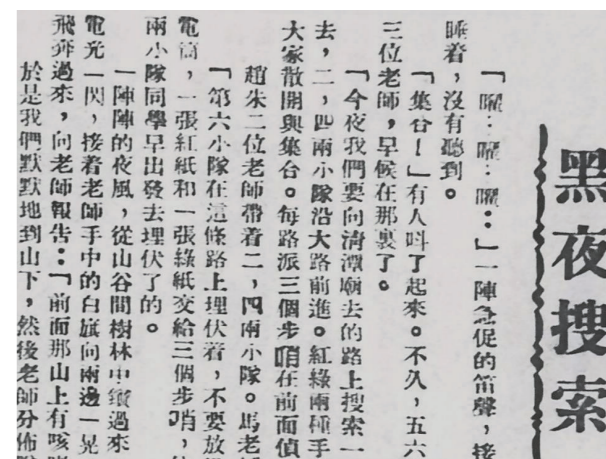 黑夜搜索
「嚁⋯嚁⋯嚁⋯」一陣急促的笛聲，接
睡着，沒有聽到。
「集合！」有人叫了起來。不久，五六
三位老師，早候在那裏了。
「今夜我們要向清潭廟去的路上搜索一
去，二，四兩小隊沿大路前進。紅綠兩種手
大家散開與集合。每路派三個步哨在前面偵
趙朱二位老師帶着二，四兩小隊。馬老
「第六小隊在這條路上埋伏着，不要放
電筒，一張紅紙和一張綠紙交給三個步哨，
兩小隊同學早出發去埋伏了的。
一陣陣的夜風，從山谷間樹林中鑽過來
電光一閃，接着老師手中的白旗向兩邊一晃
飛奔過來，向老師報告：「前面那山上有咳
於是我們默默地到山下，然後老師分佈